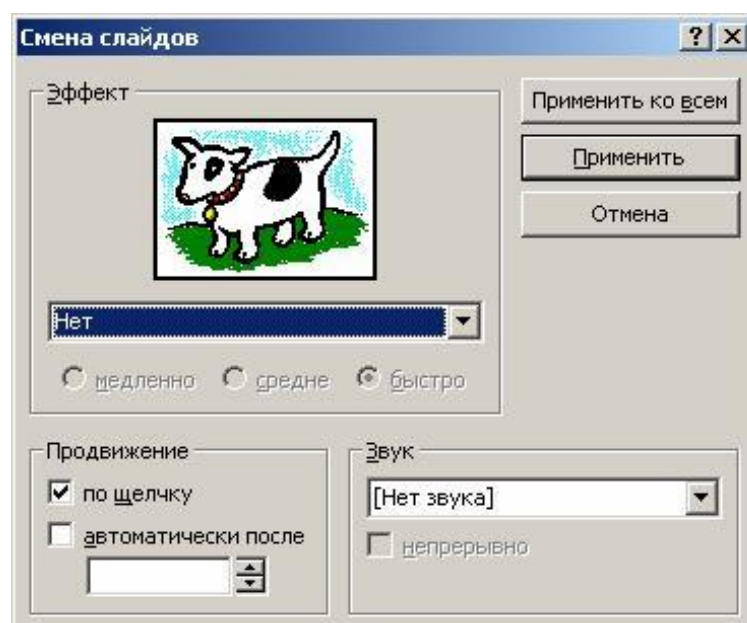 Смена слайдов
Эффект
Применить ко всем
Применить
Отмена
Нет
медленно средне быстро
Продвижение
по щелчку
автоматически после
Звук
[Нет звука]
непрерывно